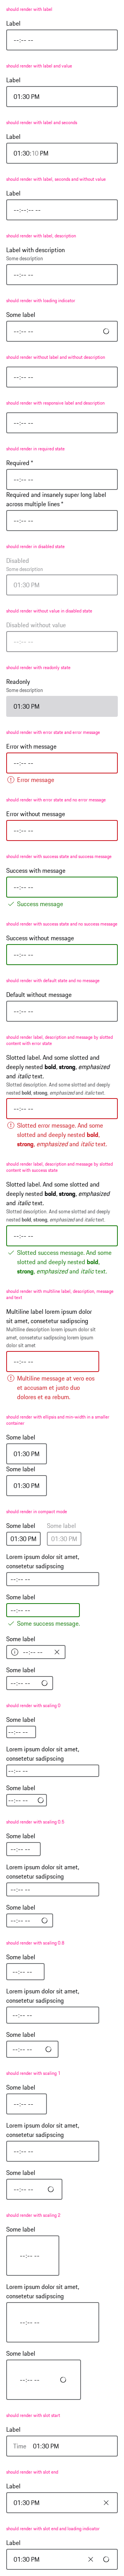 should render with label
Label
--:-- --
should render with label and value
Label
01:30 PM
should render with label and seconds
Label
01:30:10 PM
should render with label, seconds and without value
Label
--:--:-- --
should render with label, description
Label with description
Some description
--:-- --
should render with loading indicator
Some label
--:-- --
should render without label and without description
--:-- --
should render with responsive label and description
--:-- --
should render in required state
Required *
--:-- --
Required and insanely super long label
across multiple lines *
--:-- --
should render in disabled state
Disabled
Some description
01:30 PM
should render without value in disabled state
Disabled without value
--:-- --
should render with readonly state
Readonly
Some description
01:30 PM
should render with error state and error message
Error with message
--:-- --
Error message
should render with error state and no error message
Error without message
--:-- --
should render with success state and success message
Success with message
--:-- --
Success message
should render with success state and no success message
Success without message
--:-- --
should render with default state and no message
Default without message
--:-- --
should render label, description and message by slotted
content with error state
Slotted label. And some slotted and
deeply nested bold, strong, emphasized
and italic text.
Slotted description. And some slotted and deeply
nested bold, strong, emphasized and italic text.
--:-- --
Slotted error message. And some
slotted and deeply nested bold,
strong, emphasized and italic text.
should render label, description and message by slotted
content with success state
Slotted label. And some slotted and
deeply nested bold, strong, emphasized
and italic text.
Slotted description. And some slotted and deeply
nested bold, strong, emphasized and italic text.
--:-- --
Slotted success message. And some
slotted and deeply nested bold,
strong, emphasized and italic text.
should render with multiline label, description, message
and text
Multiline label lorem ipsum dolor
sit amet, consetetur sadipscing
Multiline description lorem ipsum dolor sit
amet, consetetur sadipscing lorem ipsum
dolor sit amet
--:-- --
Multiline message at vero eos
et accusam et justo duo
dolores et ea rebum.
should render with ellipsis and min-width in a smaller
container
Some label
01:30 PM
Some label
01:30 PM
should render in compact mode
Some label Some label
01:30 PM 01:30 PM
Lorem ipsum dolor sit amet,
consetetur sadipscing
--:-- --
Some label
--:-- --
Some success message.
Some label
--:-- --
Some label
--:-- --
should render with scaling 0
Some label
--:-- --
Lorem ipsum dolor sit amet,
consetetur sadipscing
--:-- --
Some label
--:-- --
should render with scaling 0.5
Some label
--:-- --
Lorem ipsum dolor sit amet,
consetetur sadipscing
--:-- --
Some label
--:-- --
should render with scaling 0.8
Some label
--:-- --
Lorem ipsum dolor sit amet,
consetetur sadipscing
--:-- --
Some label
--:-- --
should render with scaling 1
Some label
--:-- --
Lorem ipsum dolor sit amet,
consetetur sadipscing
--:-- --
Some label
--:-- --
should render with scaling 2
Some label
--:-- --
Lorem ipsum dolor sit amet,
consetetur sadipscing
--:-- --
Some label
--:-- --
should render with slot start
Label
Time 01:30 PM
should render with slot end
Label
01:30 PM
should render with slot end and loading indicator
Label
01:30 PM